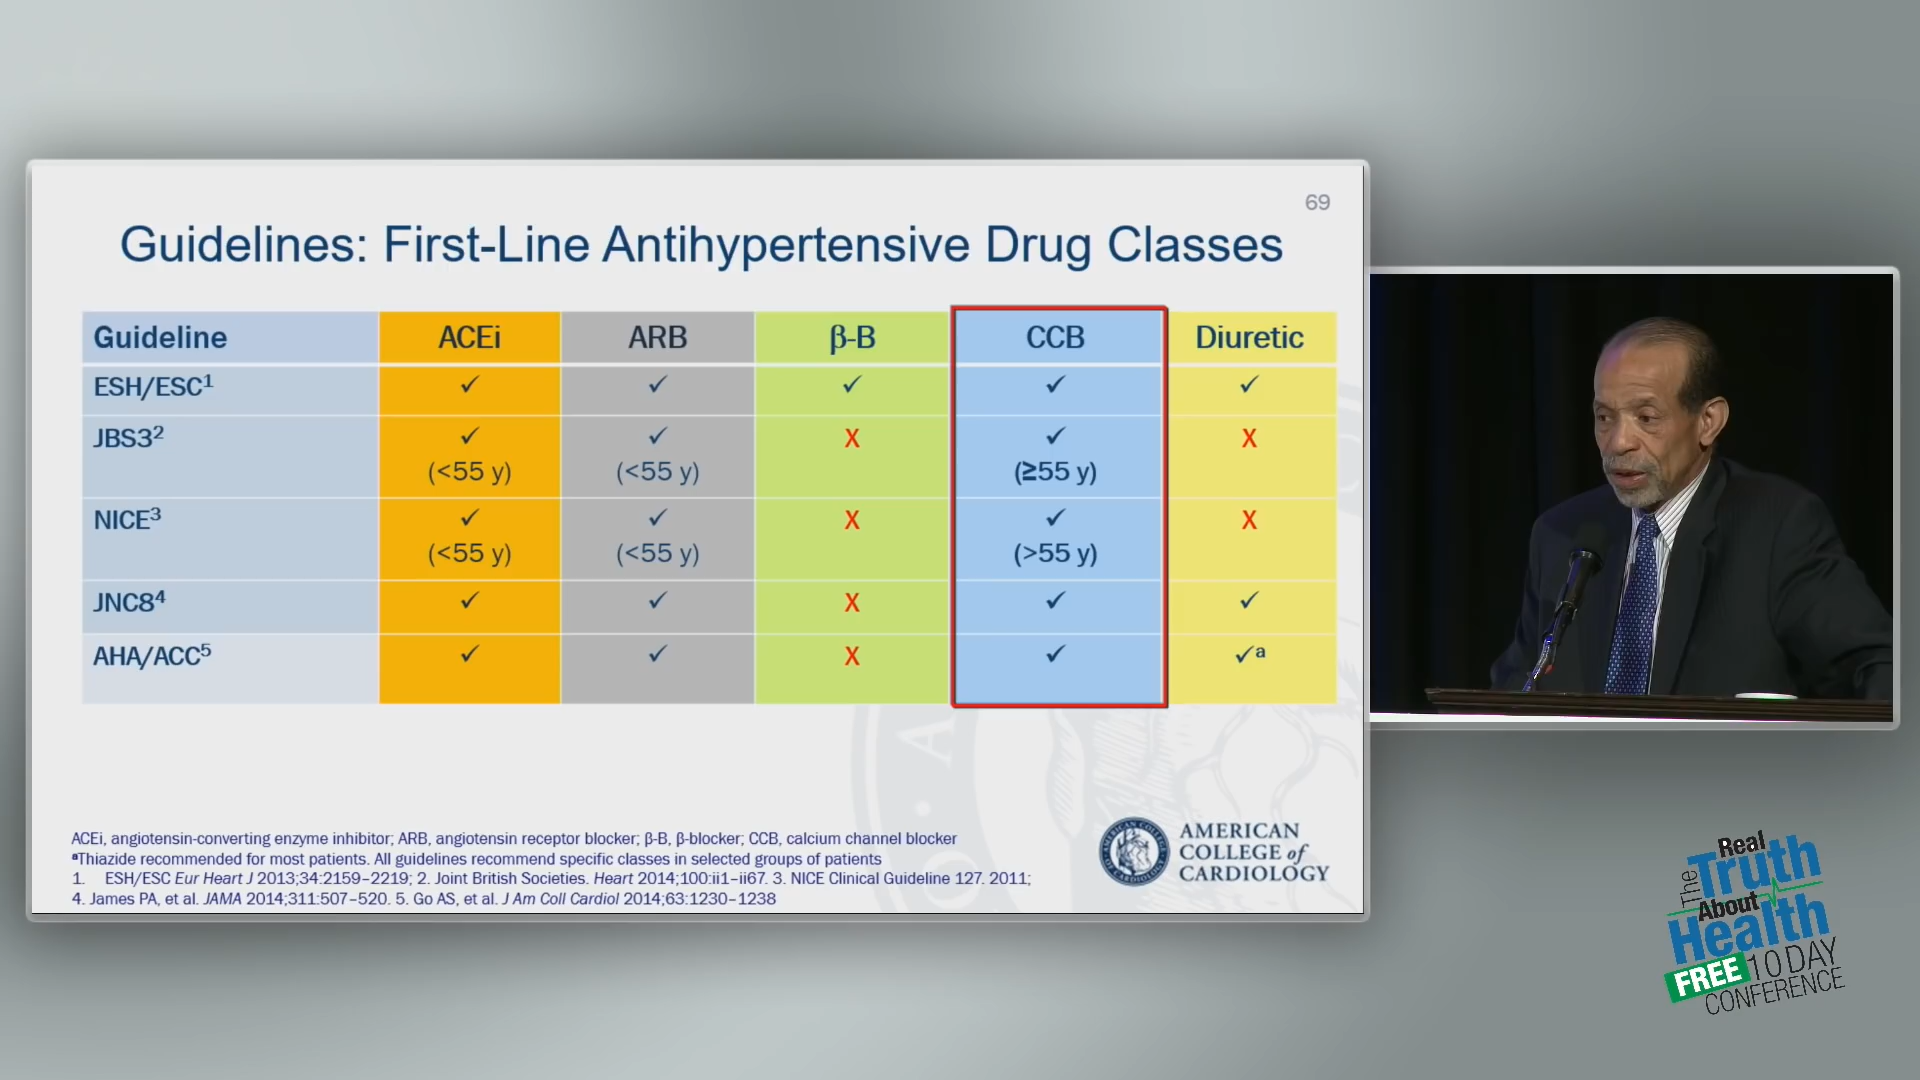 69
Guidelines: First-Line Antihypertensive Drug Classes
Guideline ACEi ARB β-B CCB Diuretic
ESH/ESC¹ ✓ ✓ ✓ ✓ ✓
JBS3² ✓ ✓ X ✓ X
(<55 y) (<55 y) (≥55 y)
NICE³ ✓ ✓ X ✓ X
(<55 y) (<55 y) (>55 y)
JNC8⁴ ✓ ✓ X ✓ ✓
AHA/ACC⁵ ✓ ✓ X ✓ ✓ᵃ
ACEi, angiotensin-converting enzyme inhibitor; ARB, angiotensin receptor blocker; β-B, β-blocker; CCB, calcium channel blocker
ᵃThiazide recommended for most patients. All guidelines recommend specific classes in selected groups of patients
1. ESH/ESC Eur Heart J 2013;34:2159–2219; 2. Joint British Societies. Heart 2014;100:ii1–ii67. 3. NICE Clinical Guideline 127. 2011;
4. James PA, et al. JAMA 2014;311:507–520. 5. Go AS, et al. J Am Coll Cardiol 2014;63:1230–1238
AMERICAN
COLLEGE of
CARDIOLOGY
The Real
Truth
About
Health
FREE 10 DAY
CONFERENCE